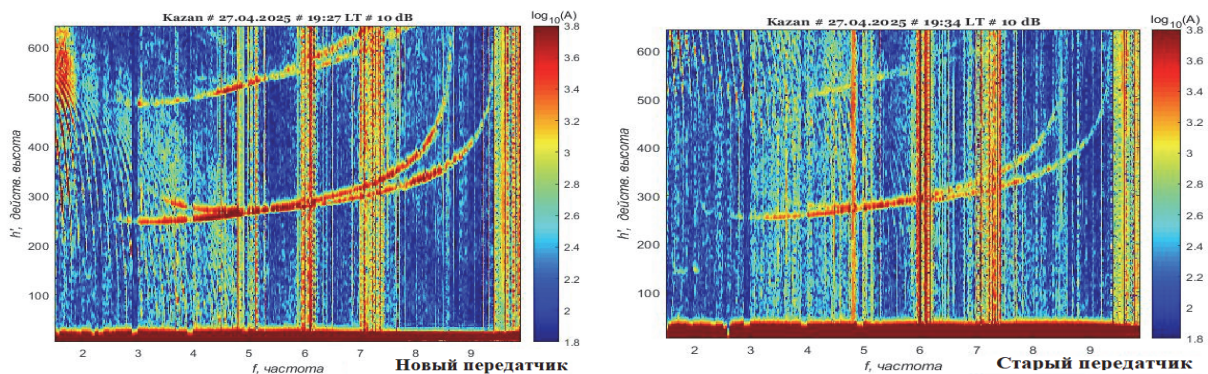 Kazan # 27.04.2025 # 19:27 LT # 10 dB
log₁₀(A)
h', действ. высота
600
500
400
300
200
100
2 3 4 5 6 7 8 9
f, частота
Новый передатчик
3.8
3.6
3.4
3.2
3
2.8
2.6
2.4
2.2
2
1.8
Kazan # 27.04.2025 # 19:34 LT # 10 dB
log₁₀(A)
h', действ. высота
600
500
400
300
200
100
2 3 4 5 6 7 8 9
f, частота
Старый передатчик
3.8
3.6
3.4
3.2
3
2.8
2.6
2.4
2.2
2
1.8